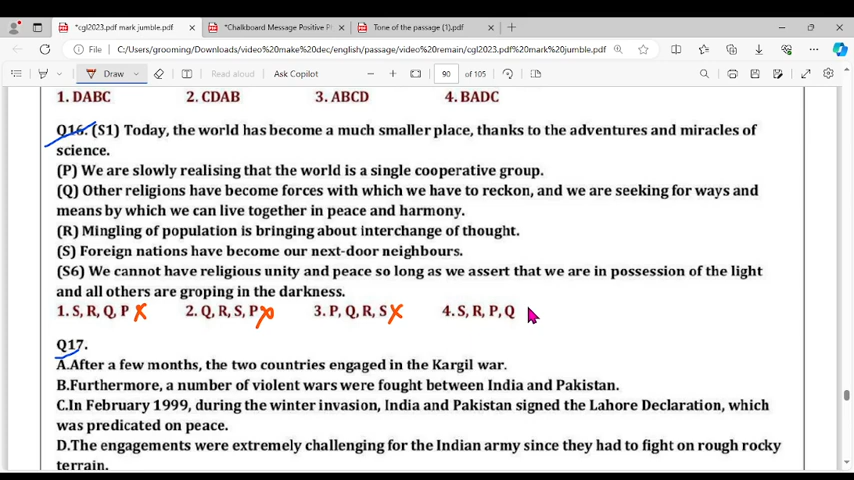 *cgl2023.pdf mark jumble.pdf
*Chalkboard Message Positive P
Tone of the passage (1).pdf
File
C:/Users/grooming/Downloads/video%20make%20dec/english/passage/video%20remain/cgl2023.pdf%20mark%20jumble.pdf
Draw
Read aloud
Ask Copilot
90 of 105
1. DABC 2. CDAB 3. ABCD 4. BADC
Q16. (S1) Today, the world has become a much smaller place, thanks to the adventures and miracles of
science.
(P) We are slowly realising that the world is a single cooperative group.
(Q) Other religions have become forces with which we have to reckon, and we are seeking for ways and
means by which we can live together in peace and harmony.
(R) Mingling of population is bringing about interchange of thought.
(S) Foreign nations have become our next-door neighbours.
(S6) We cannot have religious unity and peace so long as we assert that we are in possession of the light
and all others are groping in the darkness.
1. S, R, Q, P 2. Q, R, S, P 3. P, Q, R, S 4. S, R, P, Q
Q17.
A.After a few months, the two countries engaged in the Kargil war.
B.Furthermore, a number of violent wars were fought between India and Pakistan.
C.In February 1999, during the winter invasion, India and Pakistan signed the Lahore Declaration, which
was predicated on peace.
D.The engagements were extremely challenging for the Indian army since they had to fight on rough rocky
terrain.